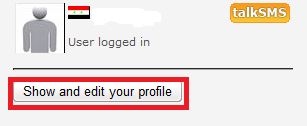 talkSMS
User logged in
Show and edit your profile